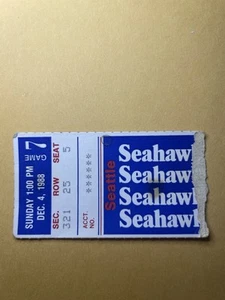 GAME 7
SUNDAY 1:00 PM
DEC. 4, 1988
SEC. ROW SEAT
321 25 5
ACCT. NO. ******
Seattle
Seahawk
Seahawk
Seahawk
Seahawk